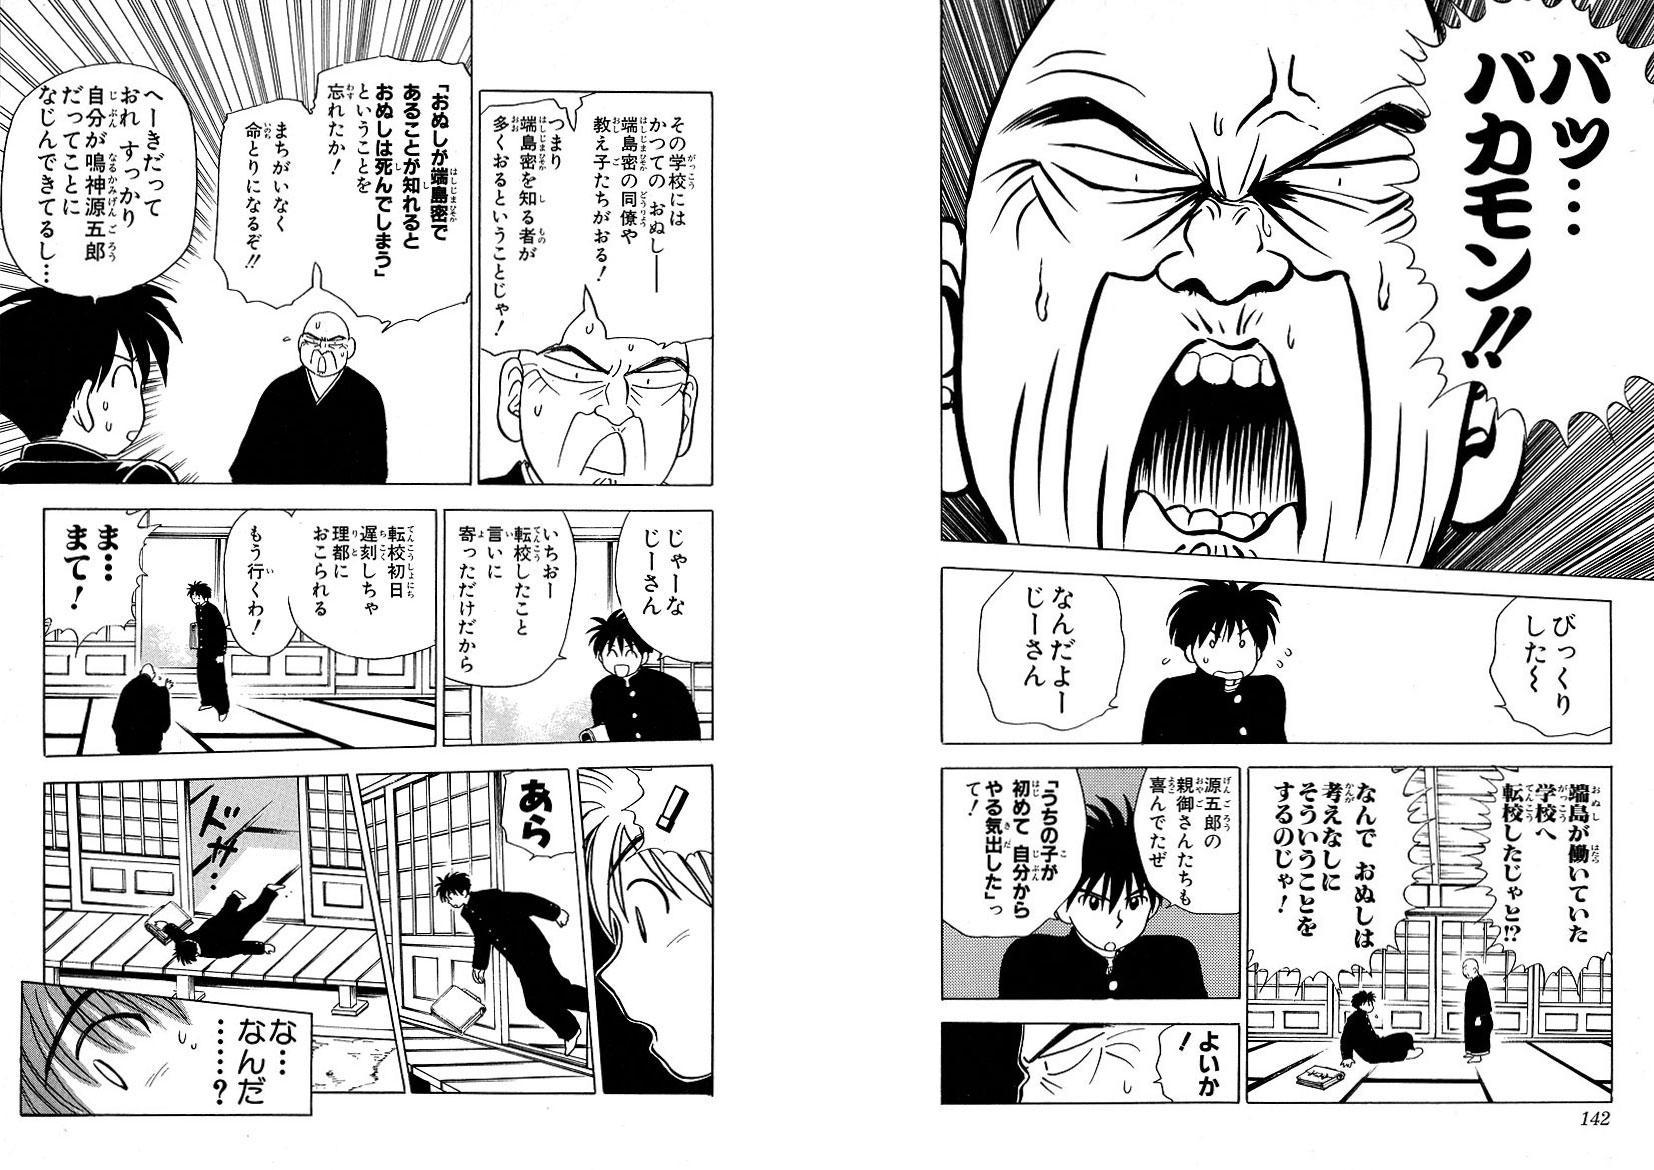 バッ…
バカモン!!
びっくり
した〜
なんだよー
じーさん
端島が働いていた
学校へ
転校したじゃと!?
なんで おぬしは
考えなしに
そういうことを
するのじゃ!
源五郎の
親御さんたちも
喜んでたぜ
「うちの子が
初めて 自分から
やる気出した」っ
て!
よいか
!
142
その学校には
かつての おぬし――
端島密の同僚や
教え子たちがおる!
つまり
端島密を知る者が
多くおるということじゃ!
「おぬしが端島密で
あることが知れると
おぬしは死んでしまう」
ということを
忘れたか!
まちがいなく
命とりになるぞ!!
へーきだって
おれ すっかり
自分が鳴神源五郎
だってことに
なじんできてるし…
じゃーな
じーさん
いちおー
転校したこと
言いに
寄っただけだから
転校初日
遅刻しちゃ
理都に
おこられる
もう行くわ!
ま…
まて!
!
あら
ドサッ…
な…
なんだ
……?